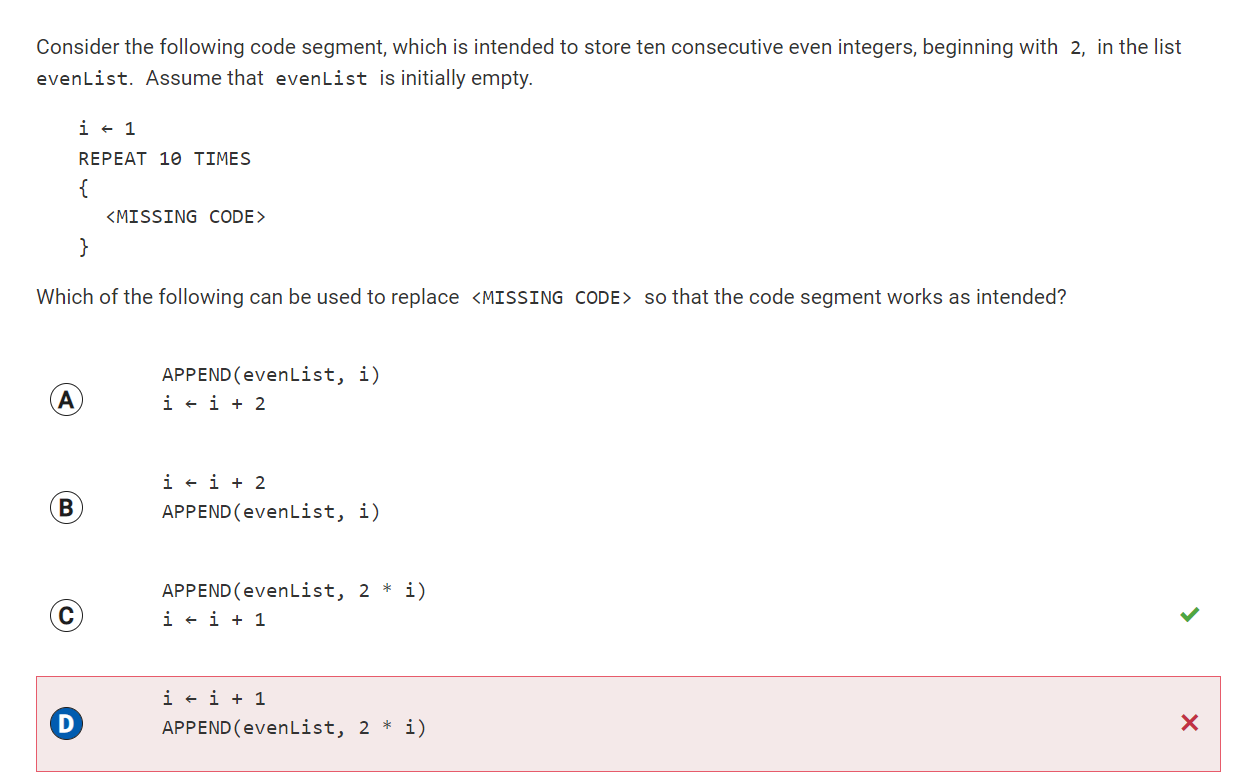 Consider the following code segment, which is intended to store ten consecutive even integers, beginning with 2, in the list
evenList. Assume that evenList is initially empty.
i ← 1
REPEAT 10 TIMES
{
<MISSING CODE>
}
Which of the following can be used to replace <MISSING CODE> so that the code segment works as intended?
A
APPEND(evenList, i)
i ← i + 2
B
i ← i + 2
APPEND(evenList, i)
C
APPEND(evenList, 2 * i)
i ← i + 1
D
i ← i + 1
APPEND(evenList, 2 * i)